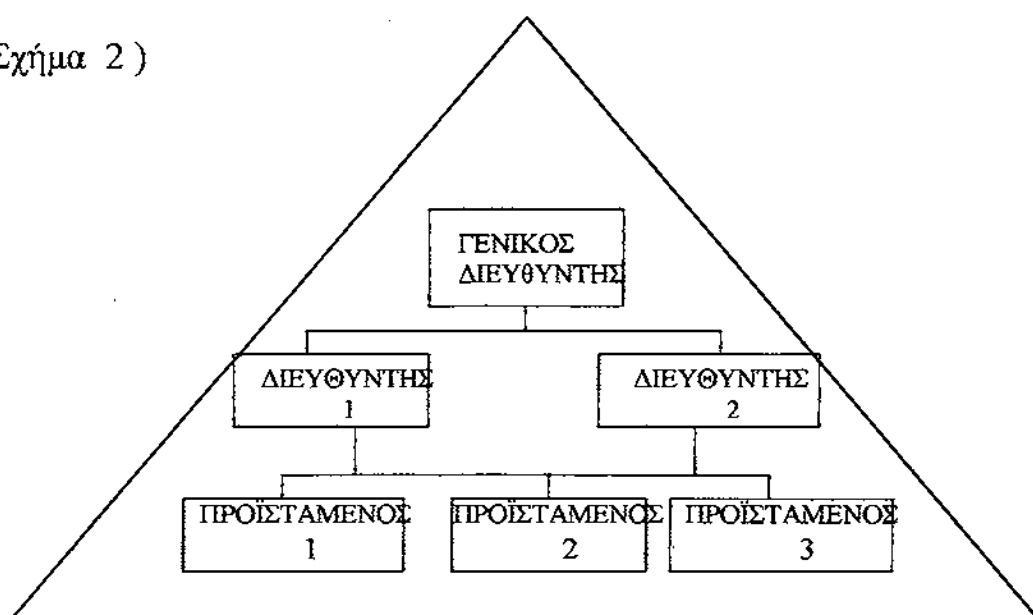 Σχήμα 2 )
ΓΕΝΙΚΟΣ
ΔΙΕΥΘΥΝΤΗΣ
ΔΙΕΥΘΥΝΤΗΣ
1
ΔΙΕΥΘΥΝΤΗΣ
2
ΠΡΟΪΣΤΑΜΕΝΟΣ
1
ΠΡΟΪΣΤΑΜΕΝΟΣ
2
ΠΡΟΪΣΤΑΜΕΝΟΣ
3